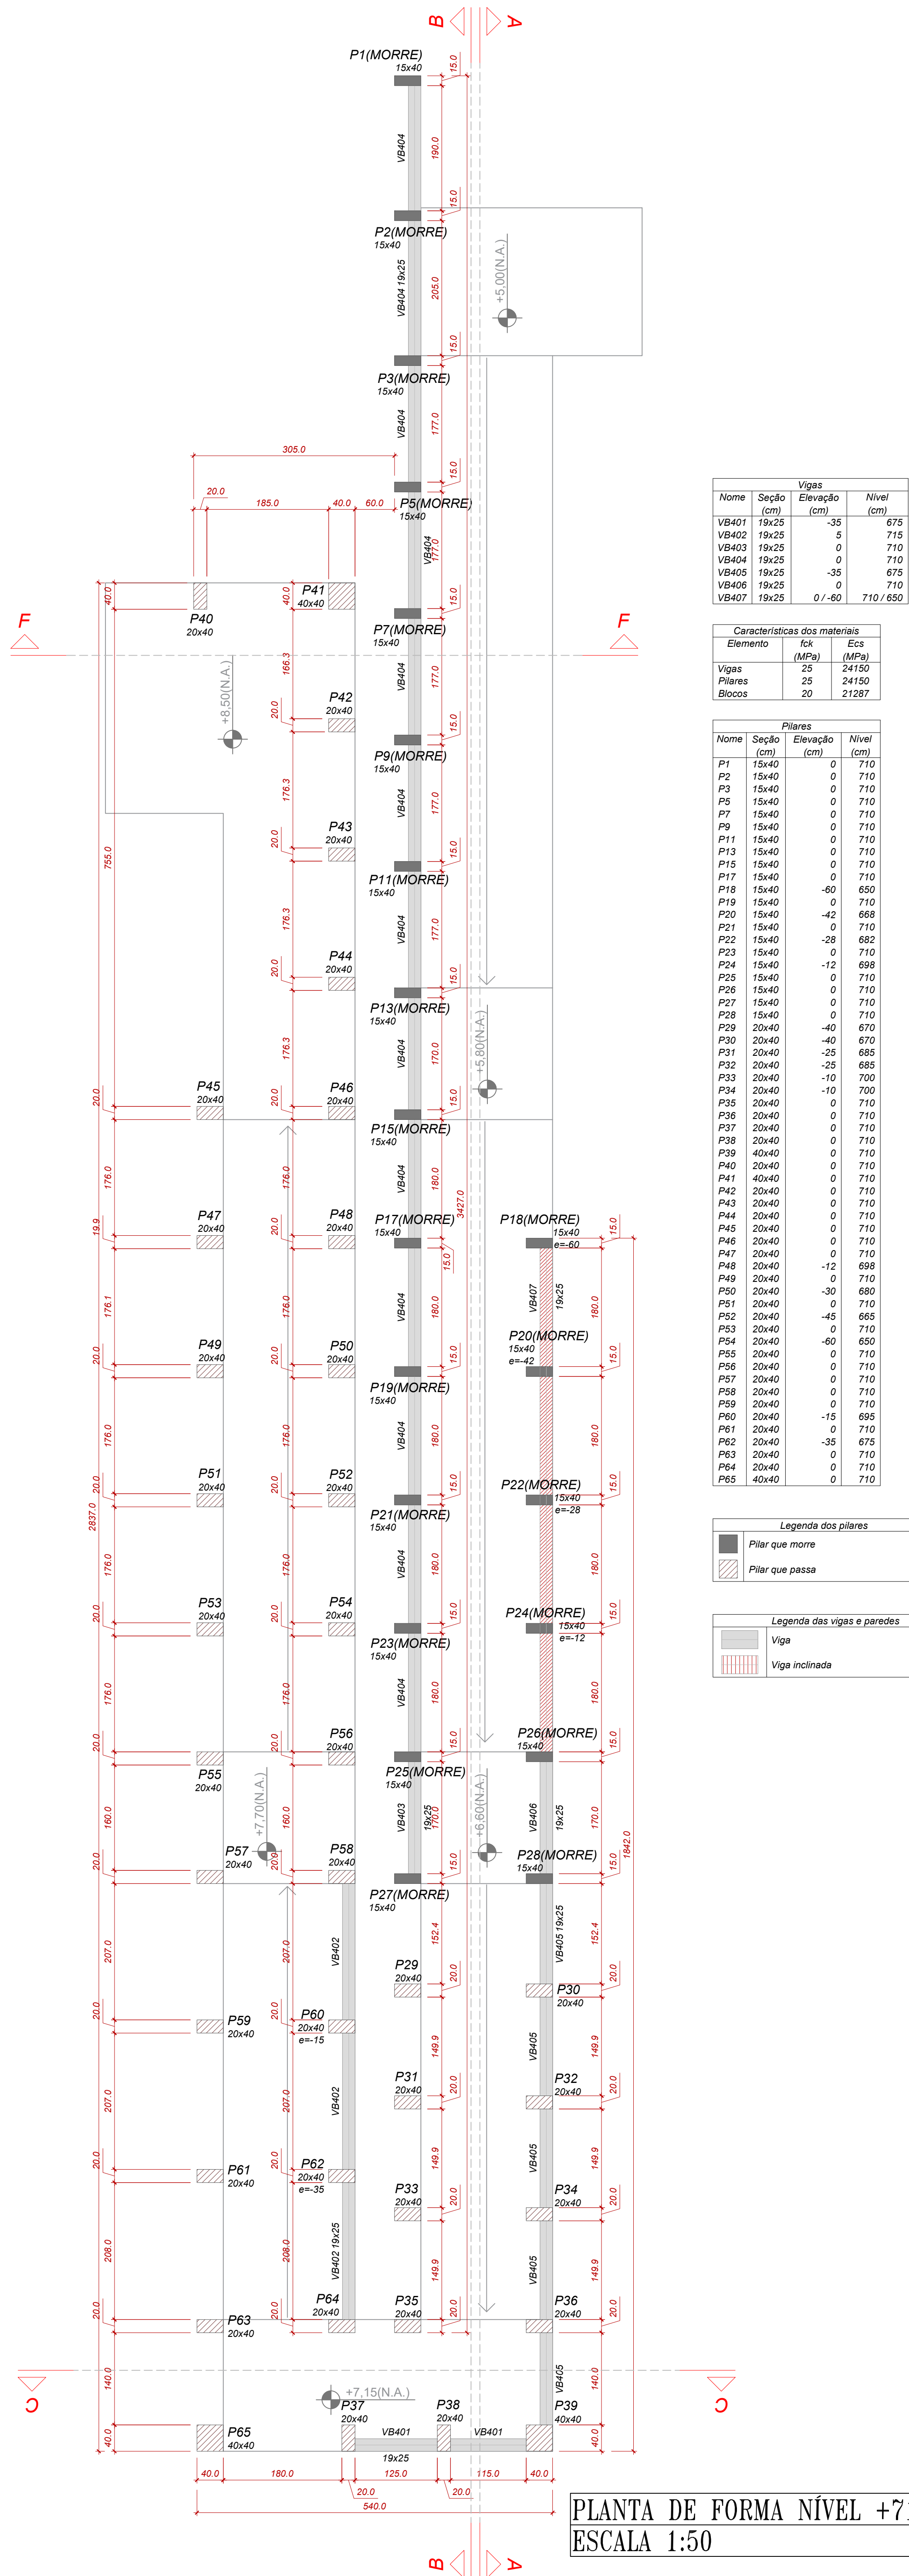 B A
P1(MORRE)
15x40
15.0
VB404
190.0
15.0
P2(MORRE)
15x40
VB404 19x25
205.0
+5,00(N.A.)
15.0
P3(MORRE)
15x40
VB404
177.0
305.0
20.0
185.0 40.0 60.0
15.0
P5(MORRE)
15x40
VB404
177.0
40.0
P40
20x40
P41
40x40
40.0
15.0
P7(MORRE)
15x40
F F
+8,50(N.A.)
166.3
VB404
177.0
P42
20x40
20.0
15.0
P9(MORRE)
15x40
755.0
176.3
VB404
177.0
P43
20x40
20.0
15.0
P11(MORRE)
15x40
176.3
VB404
177.0
P44
20x40
20.0
15.0
P13(MORRE)
15x40
176.3
VB404
170.0
+5,80(N.A.)
P45
20x40
20.0
P46
20x40
20.0
15.0
P15(MORRE)
15x40
176.0
176.0
VB404
180.0
3427.0
P47
20x40
19.9
P48
20x40
20.0
P17(MORRE)
15x40
15.0
P18(MORRE)
15x40
e=-60
15.0
176.1
176.0
VB404
180.0
VB407
19x25
180.0
P49
20x40
20.0
P50
20x40
20.0
P19(MORRE)
15x40
15.0
P20(MORRE)
15x40
e=-42
15.0
176.0
176.0
VB404
180.0
180.0
P51
20x40
20.0
2837.0
P52
20x40
20.0
P21(MORRE)
15x40
15.0
P22(MORRE)
15x40
e=-28
15.0
176.0
176.0
VB404
180.0
180.0
P53
20x40
20.0
P54
20x40
20.0
P23(MORRE)
15x40
15.0
P24(MORRE)
15x40
e=-12
15.0
176.0
176.0
VB404
180.0
180.0
P55
20x40
20.0
P56
20x40
20.0
P25(MORRE)
15x40
15.0
P26(MORRE)
15x40
15.0
160.0
+7,70(N.A.)
160.0
VB403
19x25
170.0
+6,60(N.A.)
VB406
19x25
170.0
1842.0
P57
20x40
20.0
P58
20x40
20.0
P27(MORRE)
15x40
15.0
P28(MORRE)
15x40
15.0
207.0
207.0
VB402
152.4
VB405 19x25
152.4
P29
20x40
20.0
P30
20x40
20.0
P59
20x40
20.0
P60
20x40
e=-15
20.0
149.9
VB405
149.9
P31
20x40
20.0
P32
20x40
20.0
207.0
207.0
VB402
149.9
VB405
149.9
P61
20x40
20.0
P62
20x40
e=-35
20.0
P33
20x40
20.0
P34
20x40
20.0
208.0
208.0
VB402 19x25
149.9
VB405
149.9
P63
20x40
20.0
P64
20x40
20.0
P35
20x40
20.0
P36
20x40
20.0
C C
140.0
+7,15(N.A.)
VB405
140.0
P65
40x40
40.0
P37
20x40
VB401
19x25
P38
20x40
VB401
P39
40x40
40.0
40.0 180.0 125.0 115.0 40.0
20.0 20.0
540.0
B A
Vigas
Nome Seção Elevação Nível
(cm) (cm) (cm)
VB401 19x25 -35 675
VB402 19x25 5 715
VB403 19x25 0 710
VB404 19x25 0 710
VB405 19x25 -35 675
VB406 19x25 0 710
VB407 19x25 0 / -60 710 / 650
Características dos materiais
Elemento fck Ecs
(MPa) (MPa)
Vigas 25 24150
Pilares 25 24150
Blocos 20 21287
Pilares
Nome Seção Elevação Nível
(cm) (cm) (cm)
P1 15x40 0 710
P2 15x40 0 710
P3 15x40 0 710
P5 15x40 0 710
P7 15x40 0 710
P9 15x40 0 710
P11 15x40 0 710
P13 15x40 0 710
P15 15x40 0 710
P17 15x40 0 710
P18 15x40 -60 650
P19 15x40 0 710
P20 15x40 -42 668
P21 15x40 0 710
P22 15x40 -28 682
P23 15x40 0 710
P24 15x40 -12 698
P25 15x40 0 710
P26 15x40 0 710
P27 15x40 0 710
P28 15x40 0 710
P29 20x40 -40 670
P30 20x40 -40 670
P31 20x40 -25 685
P32 20x40 -25 685
P33 20x40 -10 700
P34 20x40 -10 700
P35 20x40 0 710
P36 20x40 0 710
P37 20x40 0 710
P38 20x40 0 710
P39 40x40 0 710
P40 20x40 0 710
P41 40x40 0 710
P42 20x40 0 710
P43 20x40 0 710
P44 20x40 0 710
P45 20x40 0 710
P46 20x40 0 710
P47 20x40 0 710
P48 20x40 -12 698
P49 20x40 0 710
P50 20x40 -30 680
P51 20x40 0 710
P52 20x40 -45 665
P53 20x40 0 710
P54 20x40 -60 650
P55 20x40 0 710
P56 20x40 0 710
P57 20x40 0 710
P58 20x40 0 710
P59 20x40 0 710
P60 20x40 -15 695
P61 20x40 0 710
P62 20x40 -35 675
P63 20x40 0 710
P64 20x40 0 710
P65 40x40 0 710
Legenda dos pilares
Pilar que morre
Pilar que passa
Legenda das vigas e paredes
Viga
Viga inclinada
PLANTA DE FORMA NÍVEL
ESCALA 1:50